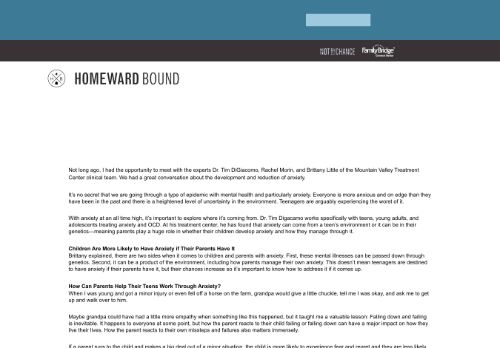 NOT BY CHANCE FamilyBridge
HOMEWARD BOUND
Not long ago, I had the opportunity to meet with the experts Dr. Tim DiGiacomo, Rachel Morin, and Brittany Little of the Mountain Valley Treatment
Center clinical team. We had a great conversation about the development and reduction of anxiety.
It's no secret that we are going through a type of epidemic with mental health and particularly anxiety. Everyone is more anxious and on edge than they
have been in the past and there is a heightened level of uncertainty in the environment. Teenagers are arguably experiencing the worst of it.
With anxiety at an all time high, it's important to explore where it's coming from. Dr. Tim Digacamo works specifically with teens, young adults, and
adolescents treating anxiety and OCD. At his treatment center, he has found that anxiety can come from a teen's environment or it can be in their
genetics—meaning parents play a huge role in whether their children develop anxiety and how they manage through it.
Children Are More Likely to Have Anxiety if Their Parents Have It
Brittany explained, there are two sides when it comes to children and parents with anxiety. First, these mental illnesses can be passed down through
genetics. Second, it can be a product of the environment, including how parents manage their own anxiety. This doesn't mean teenagers are destined
to have anxiety if their parents have it, but their chances increase so it's important to know how to address it if it comes up.
How Can Parents Help Their Teens Work Through Anxiety?
When I was young and got a minor injury or even fell off a horse on the farm, grandpa would give a little chuckle, tell me I was okay, and ask me to get
up and walk over to him.
Maybe grandpa could have had a little more empathy when something like this happened, but it taught me a valuable lesson: Falling down and failing
is inevitable. It happens to everyone at some point, but how the parent reacts to their child failing or falling down can have a major impact on how they
live their lives. How the parent reacts to their own missteps and failures also matters immensely.
If a parent runs to the child and makes a big deal out of a minor situation, the child is more likely to experience fear and regret and they are less likely